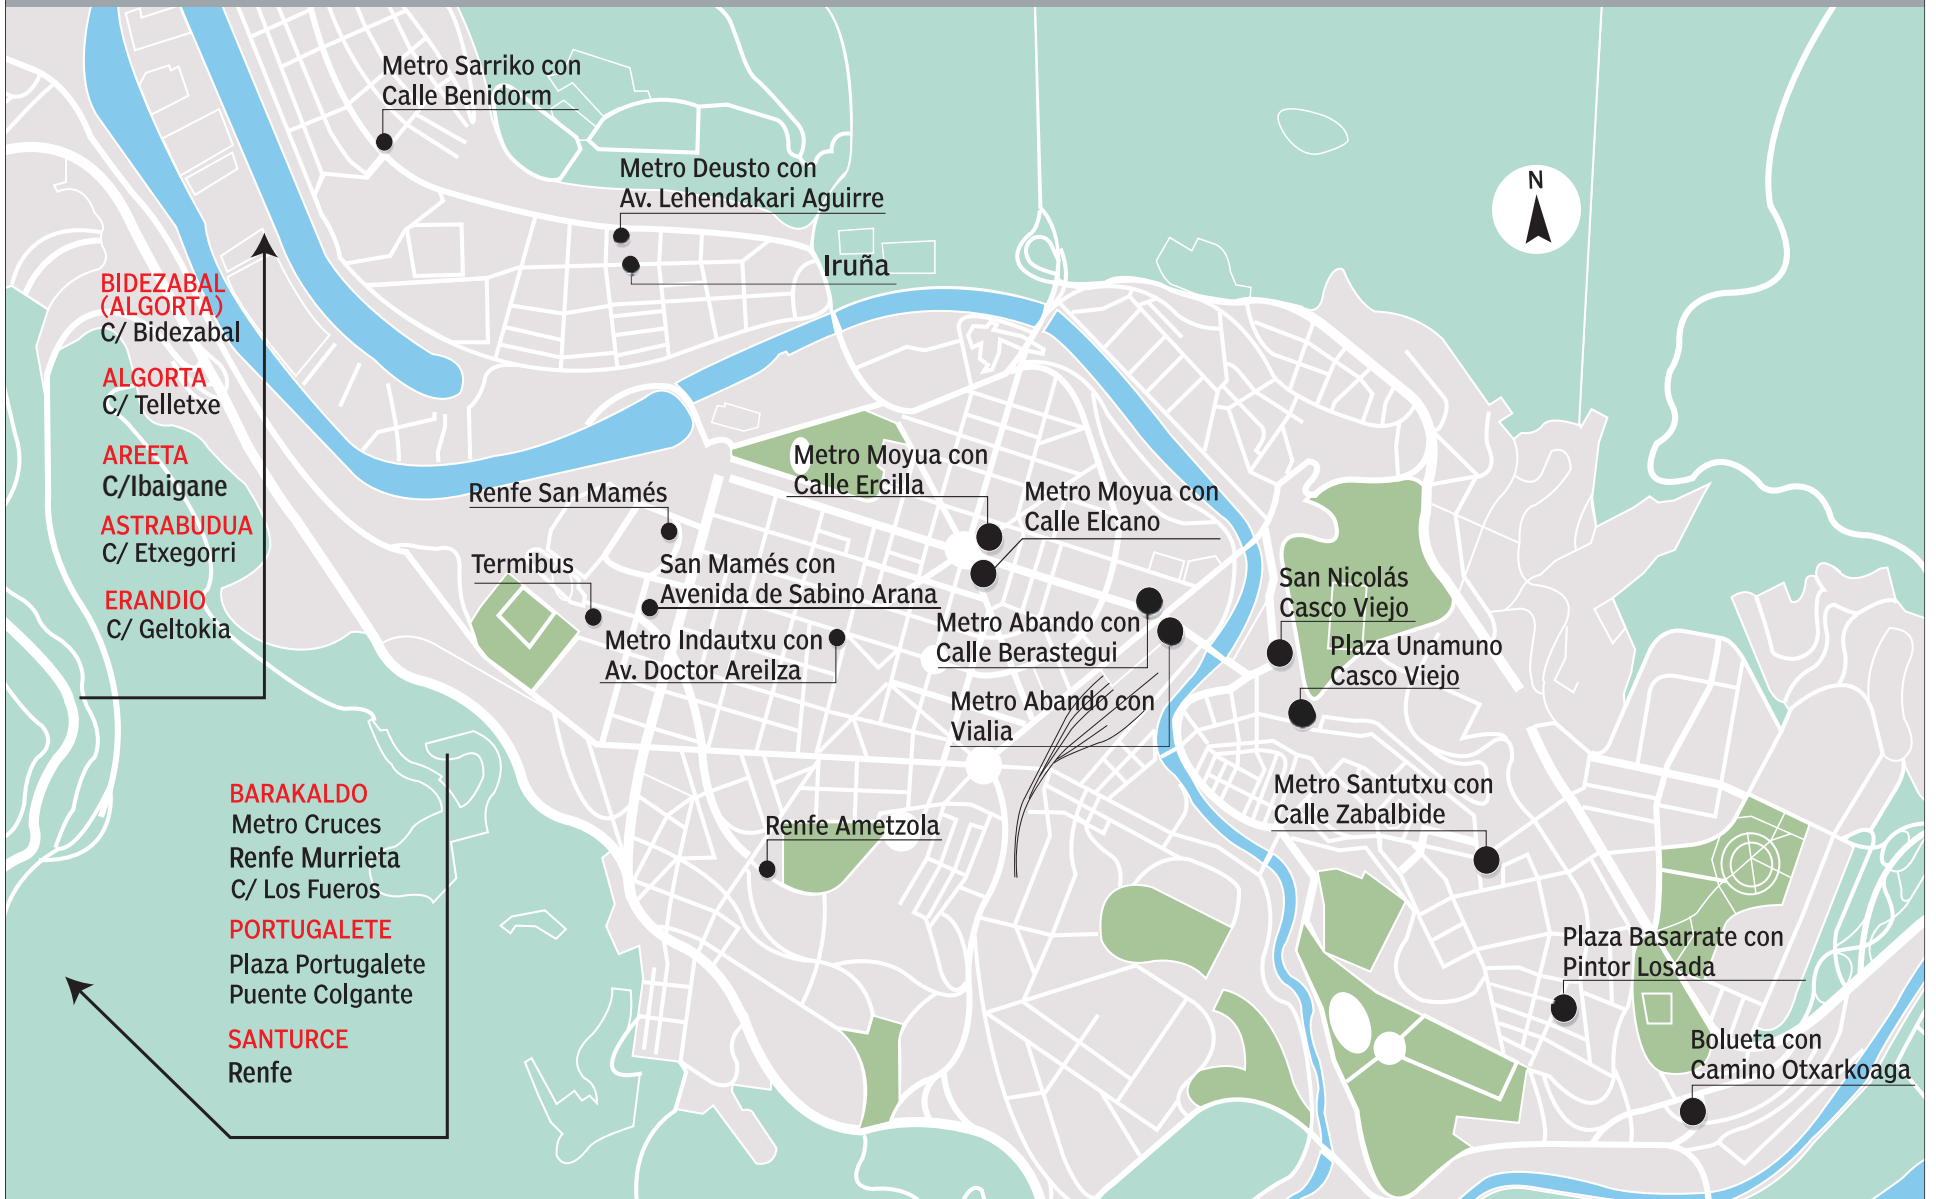 Metro Sarriko con
Calle Benidorm
Metro Deusto con
Av. Lehendakari Aguirre
N
Iruña
BIDEZABAL
(ALGORTA)
C/ Bidezabal
ALGORTA
C/ Telletxe
AREETA
C/Ibaigane
ASTRABUDUA
C/ Etxegorri
ERANDIO
C/ Geltokia
Metro Moyua con
Calle Ercilla
Renfe San Mamés
Metro Moyua con
Calle Elcano
Termibus
San Mamés con
Avenida de Sabino Arana
San Nicolás
Casco Viejo
Metro Indautxu con
Av. Doctor Areilza
Metro Abando con
Calle Berastegui
Plaza Unamuno
Casco Viejo
Metro Abando con
Vialia
BARAKALDO
Metro Cruces
Renfe Murrieta
C/ Los Fueros
PORTUGALETE
Plaza Portugalete
Puente Colgante
SANTURCE
Renfe
Renfe Ametzola
Metro Santutxu con
Calle Zabalbide
Plaza Basarrate con
Pintor Losada
Bolueta con
Camino Otxarkoaga